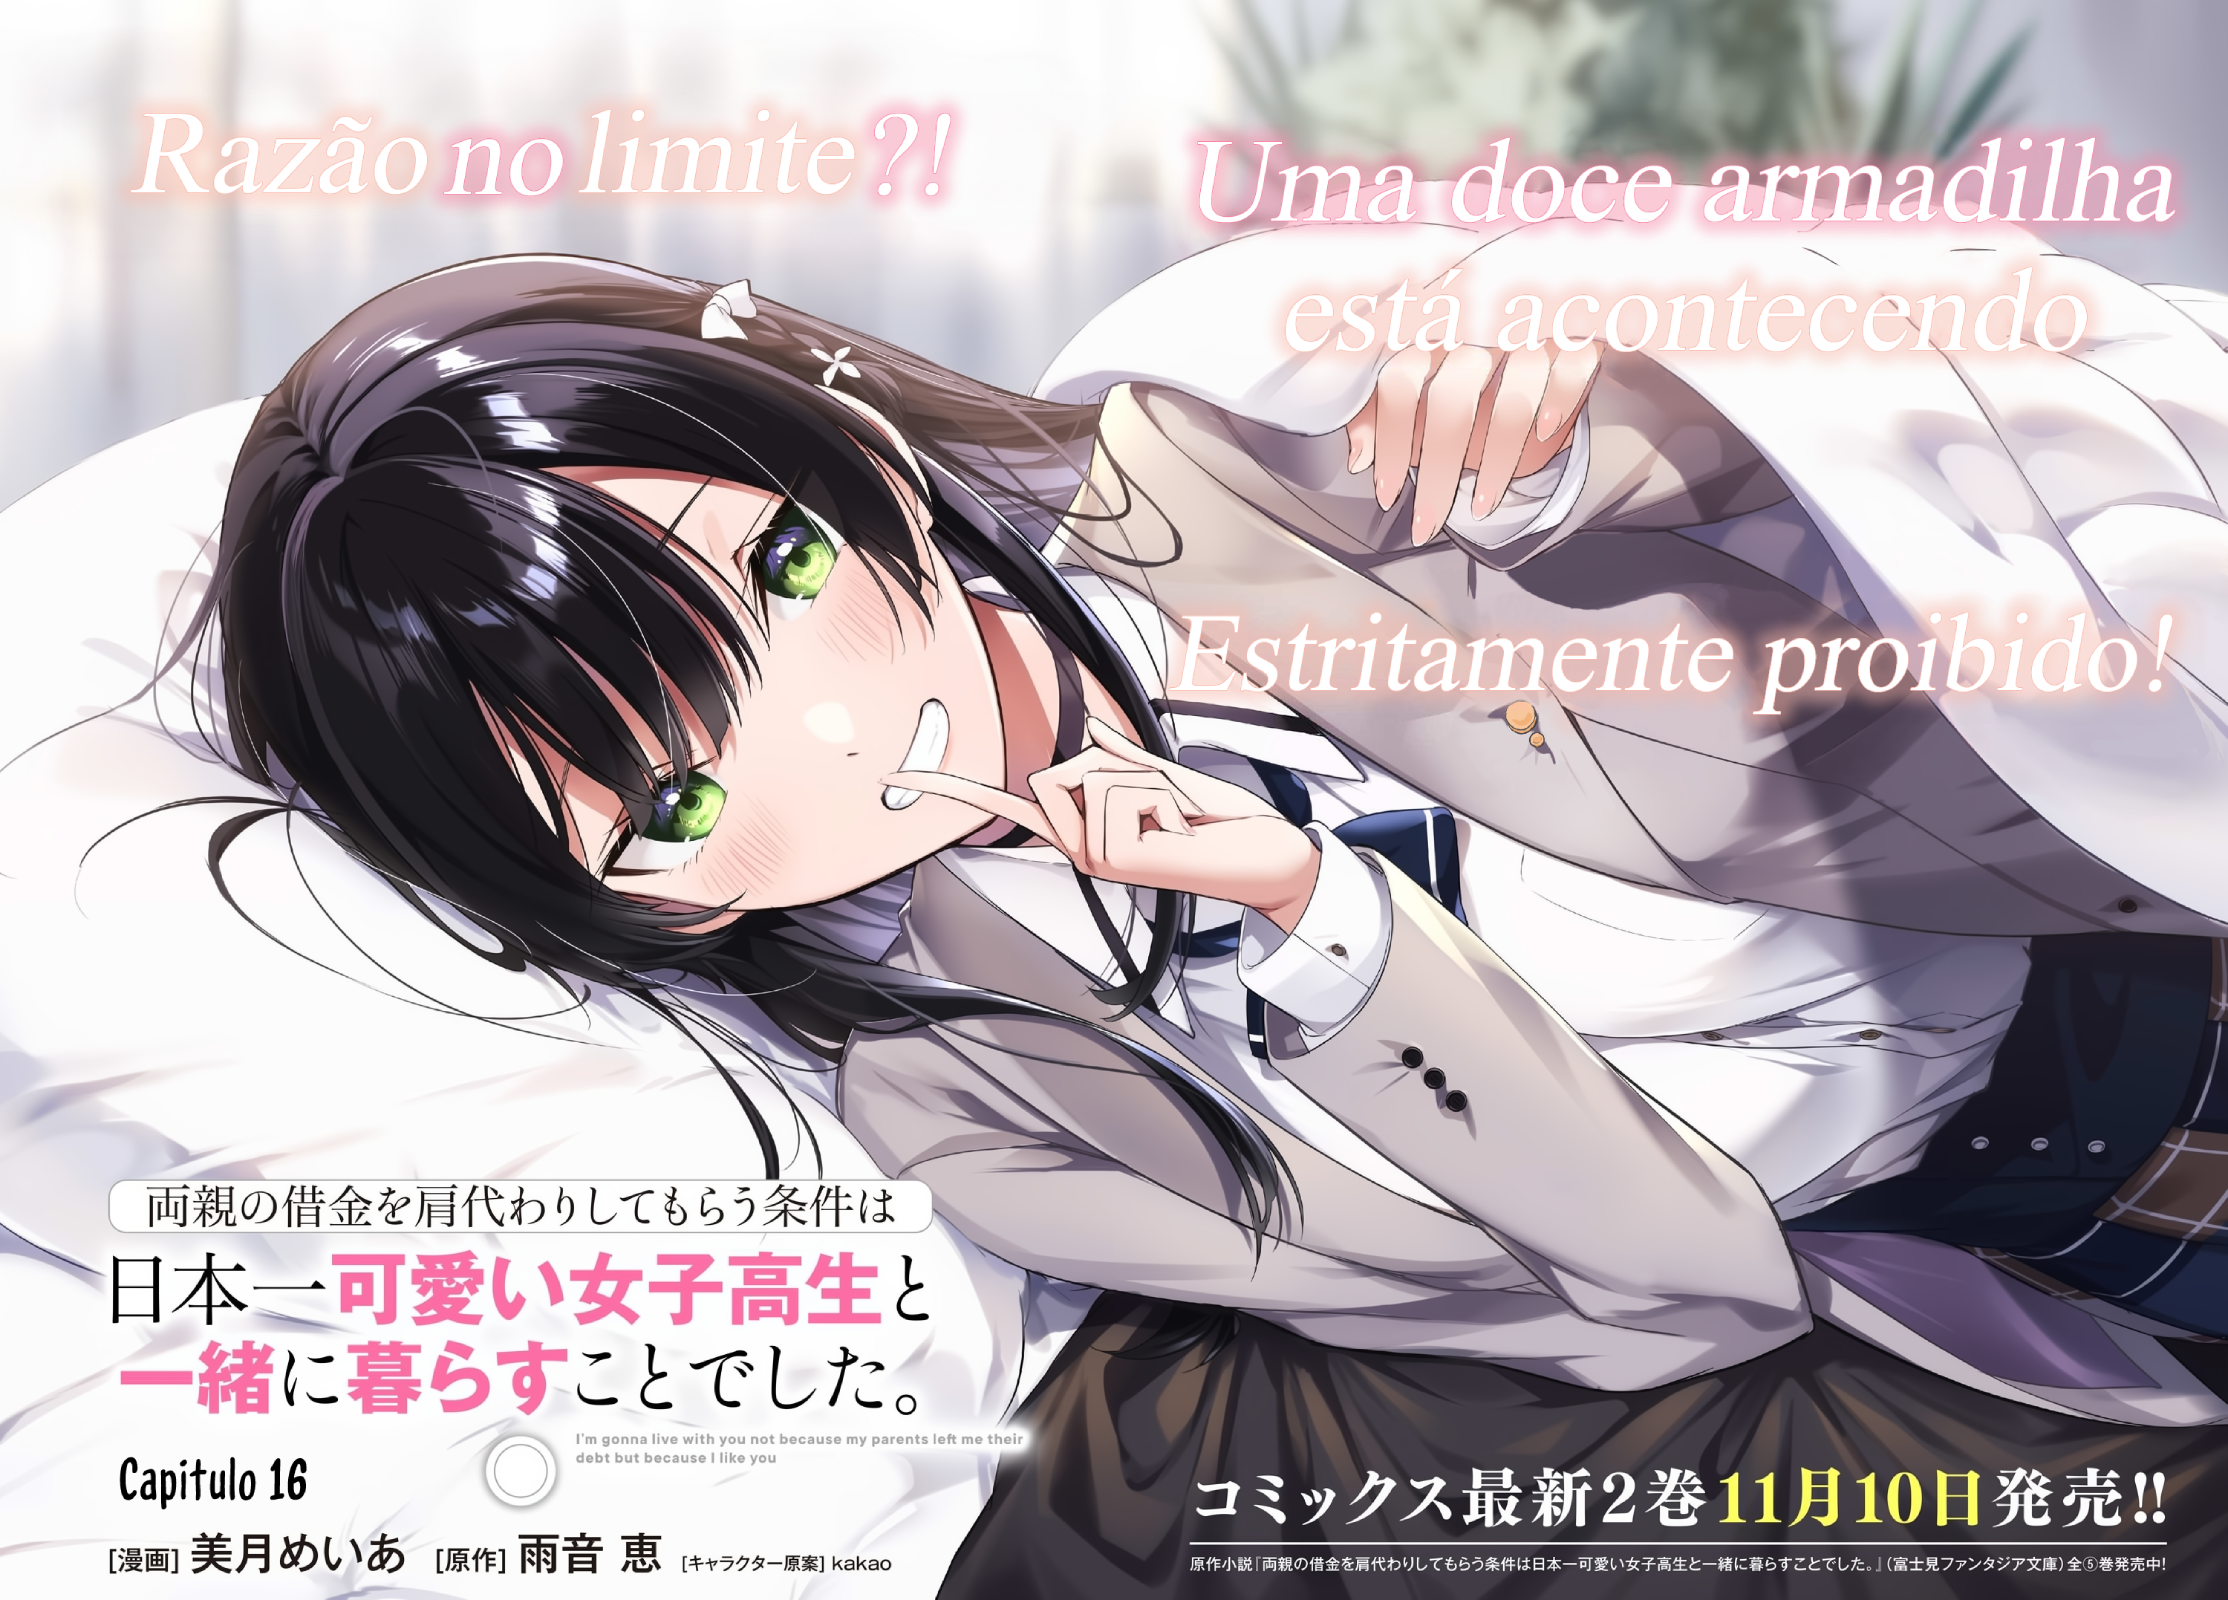 Razão no limite?!
Uma doce armadilha
está acontecendo
Estritamente proibido!
両親の借金を肩代わりしてもらう条件は
日本一可愛い女子高生と
一緒に暮らすことでした。
I'm gonna live with you not because my parents left me their
debt but because I like you
Capitulo 16
[漫画] 美月めいあ [原作] 雨音 恵 [キャラクター原案] kakao
コミックス最新2巻11月10日発売!!
原作小説『両親の借金を肩代わりしてもらう条件は日本一可愛い女子高生と一緒に暮らすことでした。』(富士見ファンタジア文庫)全⑤巻発売中!